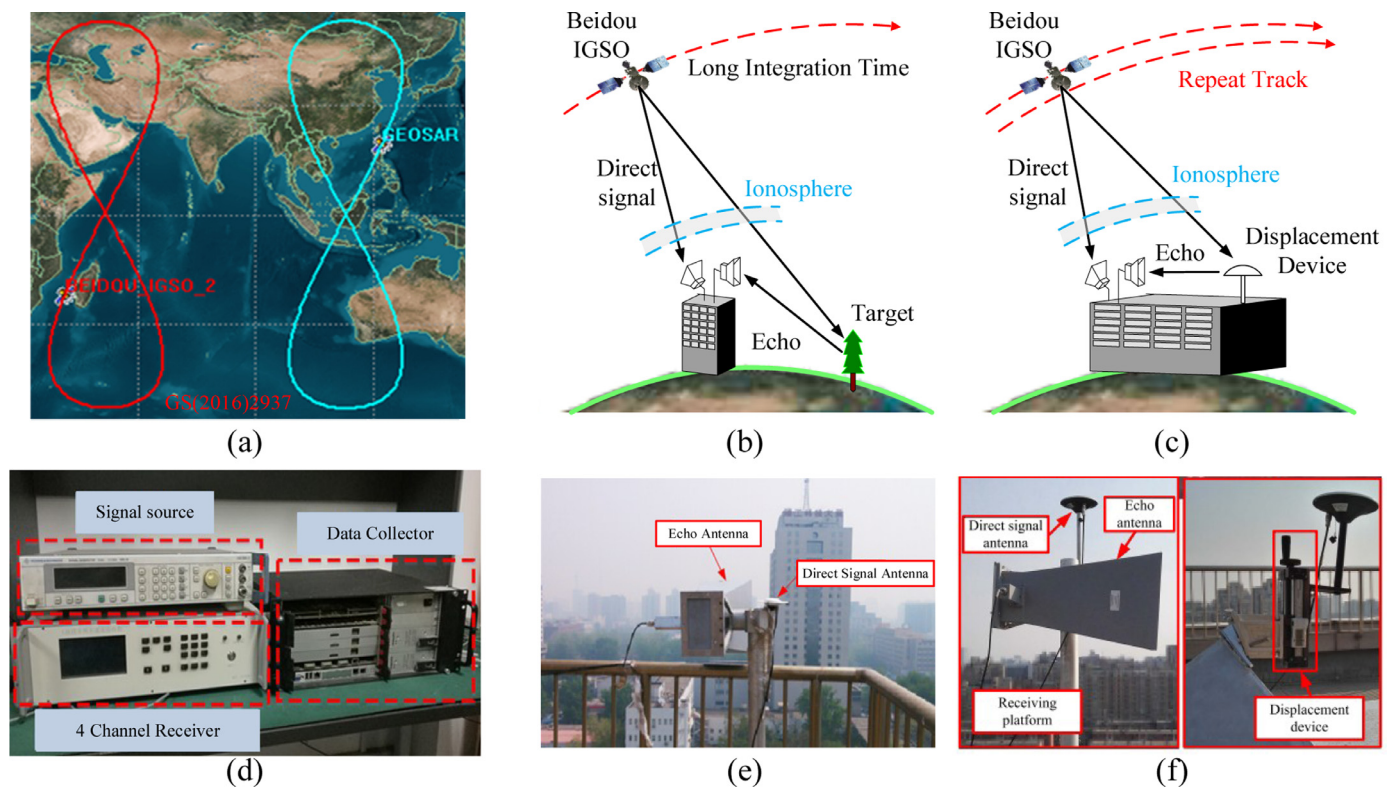 GEOSAR
BEIDOU_IGSO_2
GS(2016)2937
(a)
Beidou
IGSO
Long Integration Time
Direct
signal
Ionosphere
Target
Echo
(b)
Beidou
IGSO
Repeat Track
Direct
signal
Ionosphere
Echo
Displacement
Device
(c)
Signal source
Data Collector
4 Channel Receiver
(d)
Echo Antenna
Direct Signal Antenna
(e)
Direct signal
antenna
Echo
antenna
Receiving
platform
Displacement
device
(f)